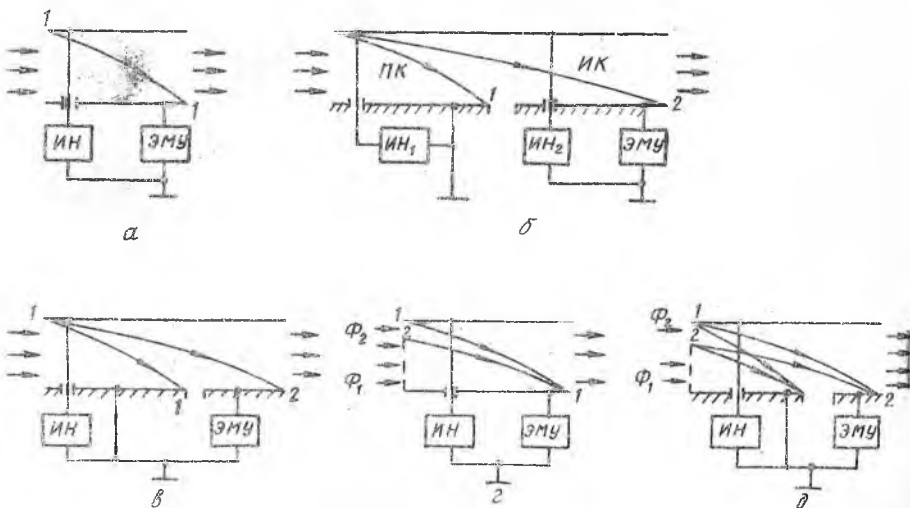 1
1
ИН
ЭМУ
а
ПК
ИК
1
2
ИН₁
ИН₂
ЭМУ
б
1
1
2
ИН
ЭМУ
в
1
2
Ф₂
Ф₁
1
ИН
ЭМУ
г
1
2
Ф₂
Ф₁
2
ИН
ЭМУ
д